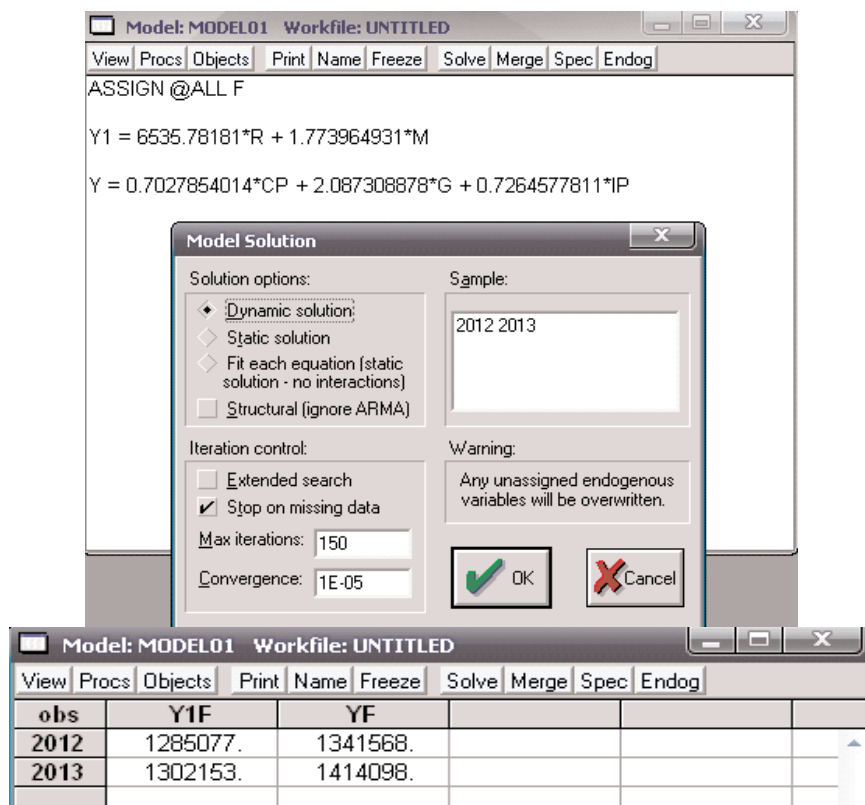 Model: MODEL01 Workfile: UNTITLED
View Procs Objects Print Name Freeze Solve Merge Spec Endog
ASSIGN @ALL F
Y1 = 6535.78181*R + 1.773964931*M
Y = 0.7027854014*CP + 2.087308878*G + 0.7264577811*IP
Model Solution
Solution options:
Dynamic solution
Static solution
Fit each equation (static
solution - no interactions)
Structural (ignore ARMA)
Sample:
2012 2013
Iteration control:
Extended search
Stop on missing data
Max iterations: 150
Convergence: 1E-05
Warning:
Any unassigned endogenous
variables will be overwritten.
OK
Cancel
Model: MODEL01 Workfile: UNTITLED
View Procs Objects Print Name Freeze Solve Merge Spec Endog
obs Y1F YF
2012 1285077. 1341568.
2013 1302153. 1414098.